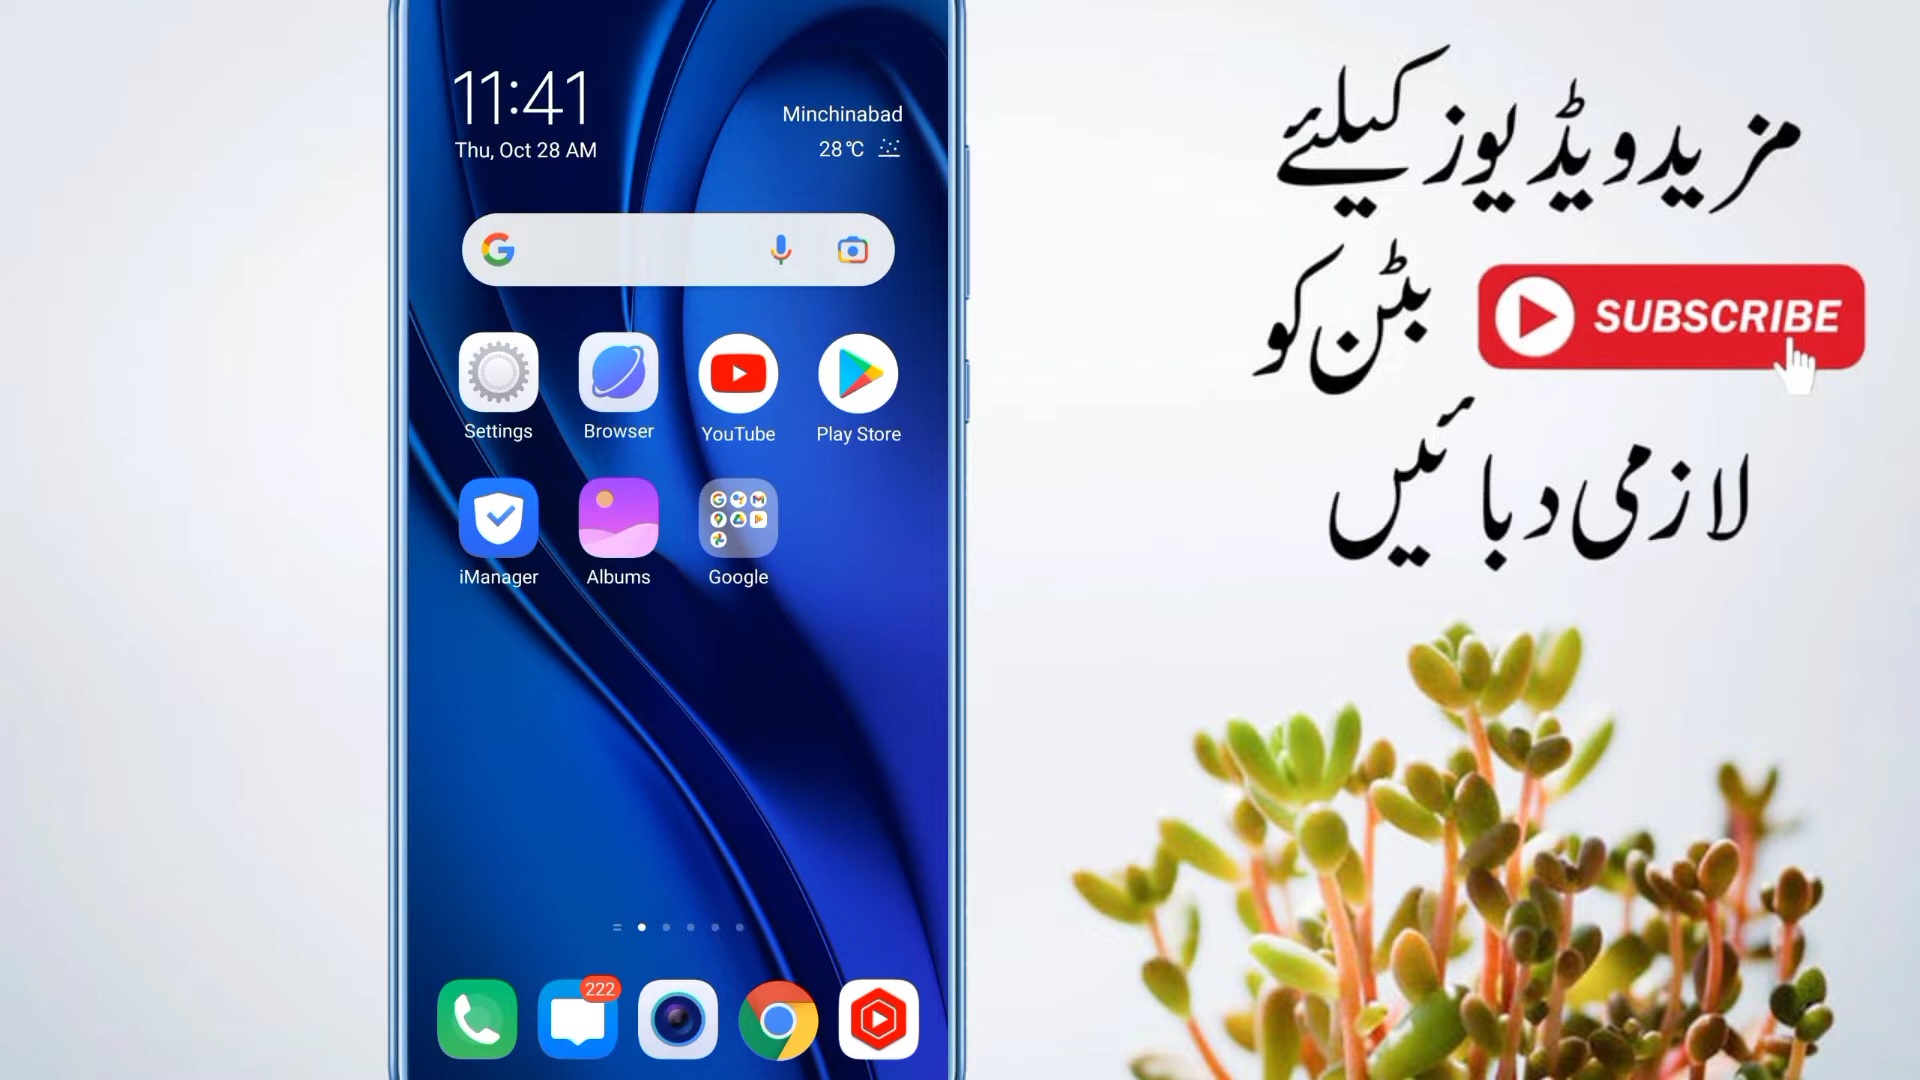 11:41
Thu, Oct 28 AM
Minchinabad
28°C
Settings
Browser
YouTube
Play Store
iManager
Albums
Google
222
مزید ویڈیوز کیلئے
SUBSCRIBE بٹن کو
لازمی دبائیں